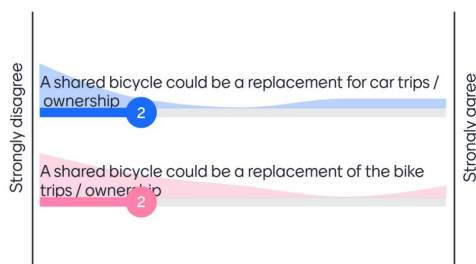 Strongly disagree
A shared bicycle could be a replacement for car trips /
ownership
2
A shared bicycle could be a replacement of the bike
trips / ownership
2
Strongly agree